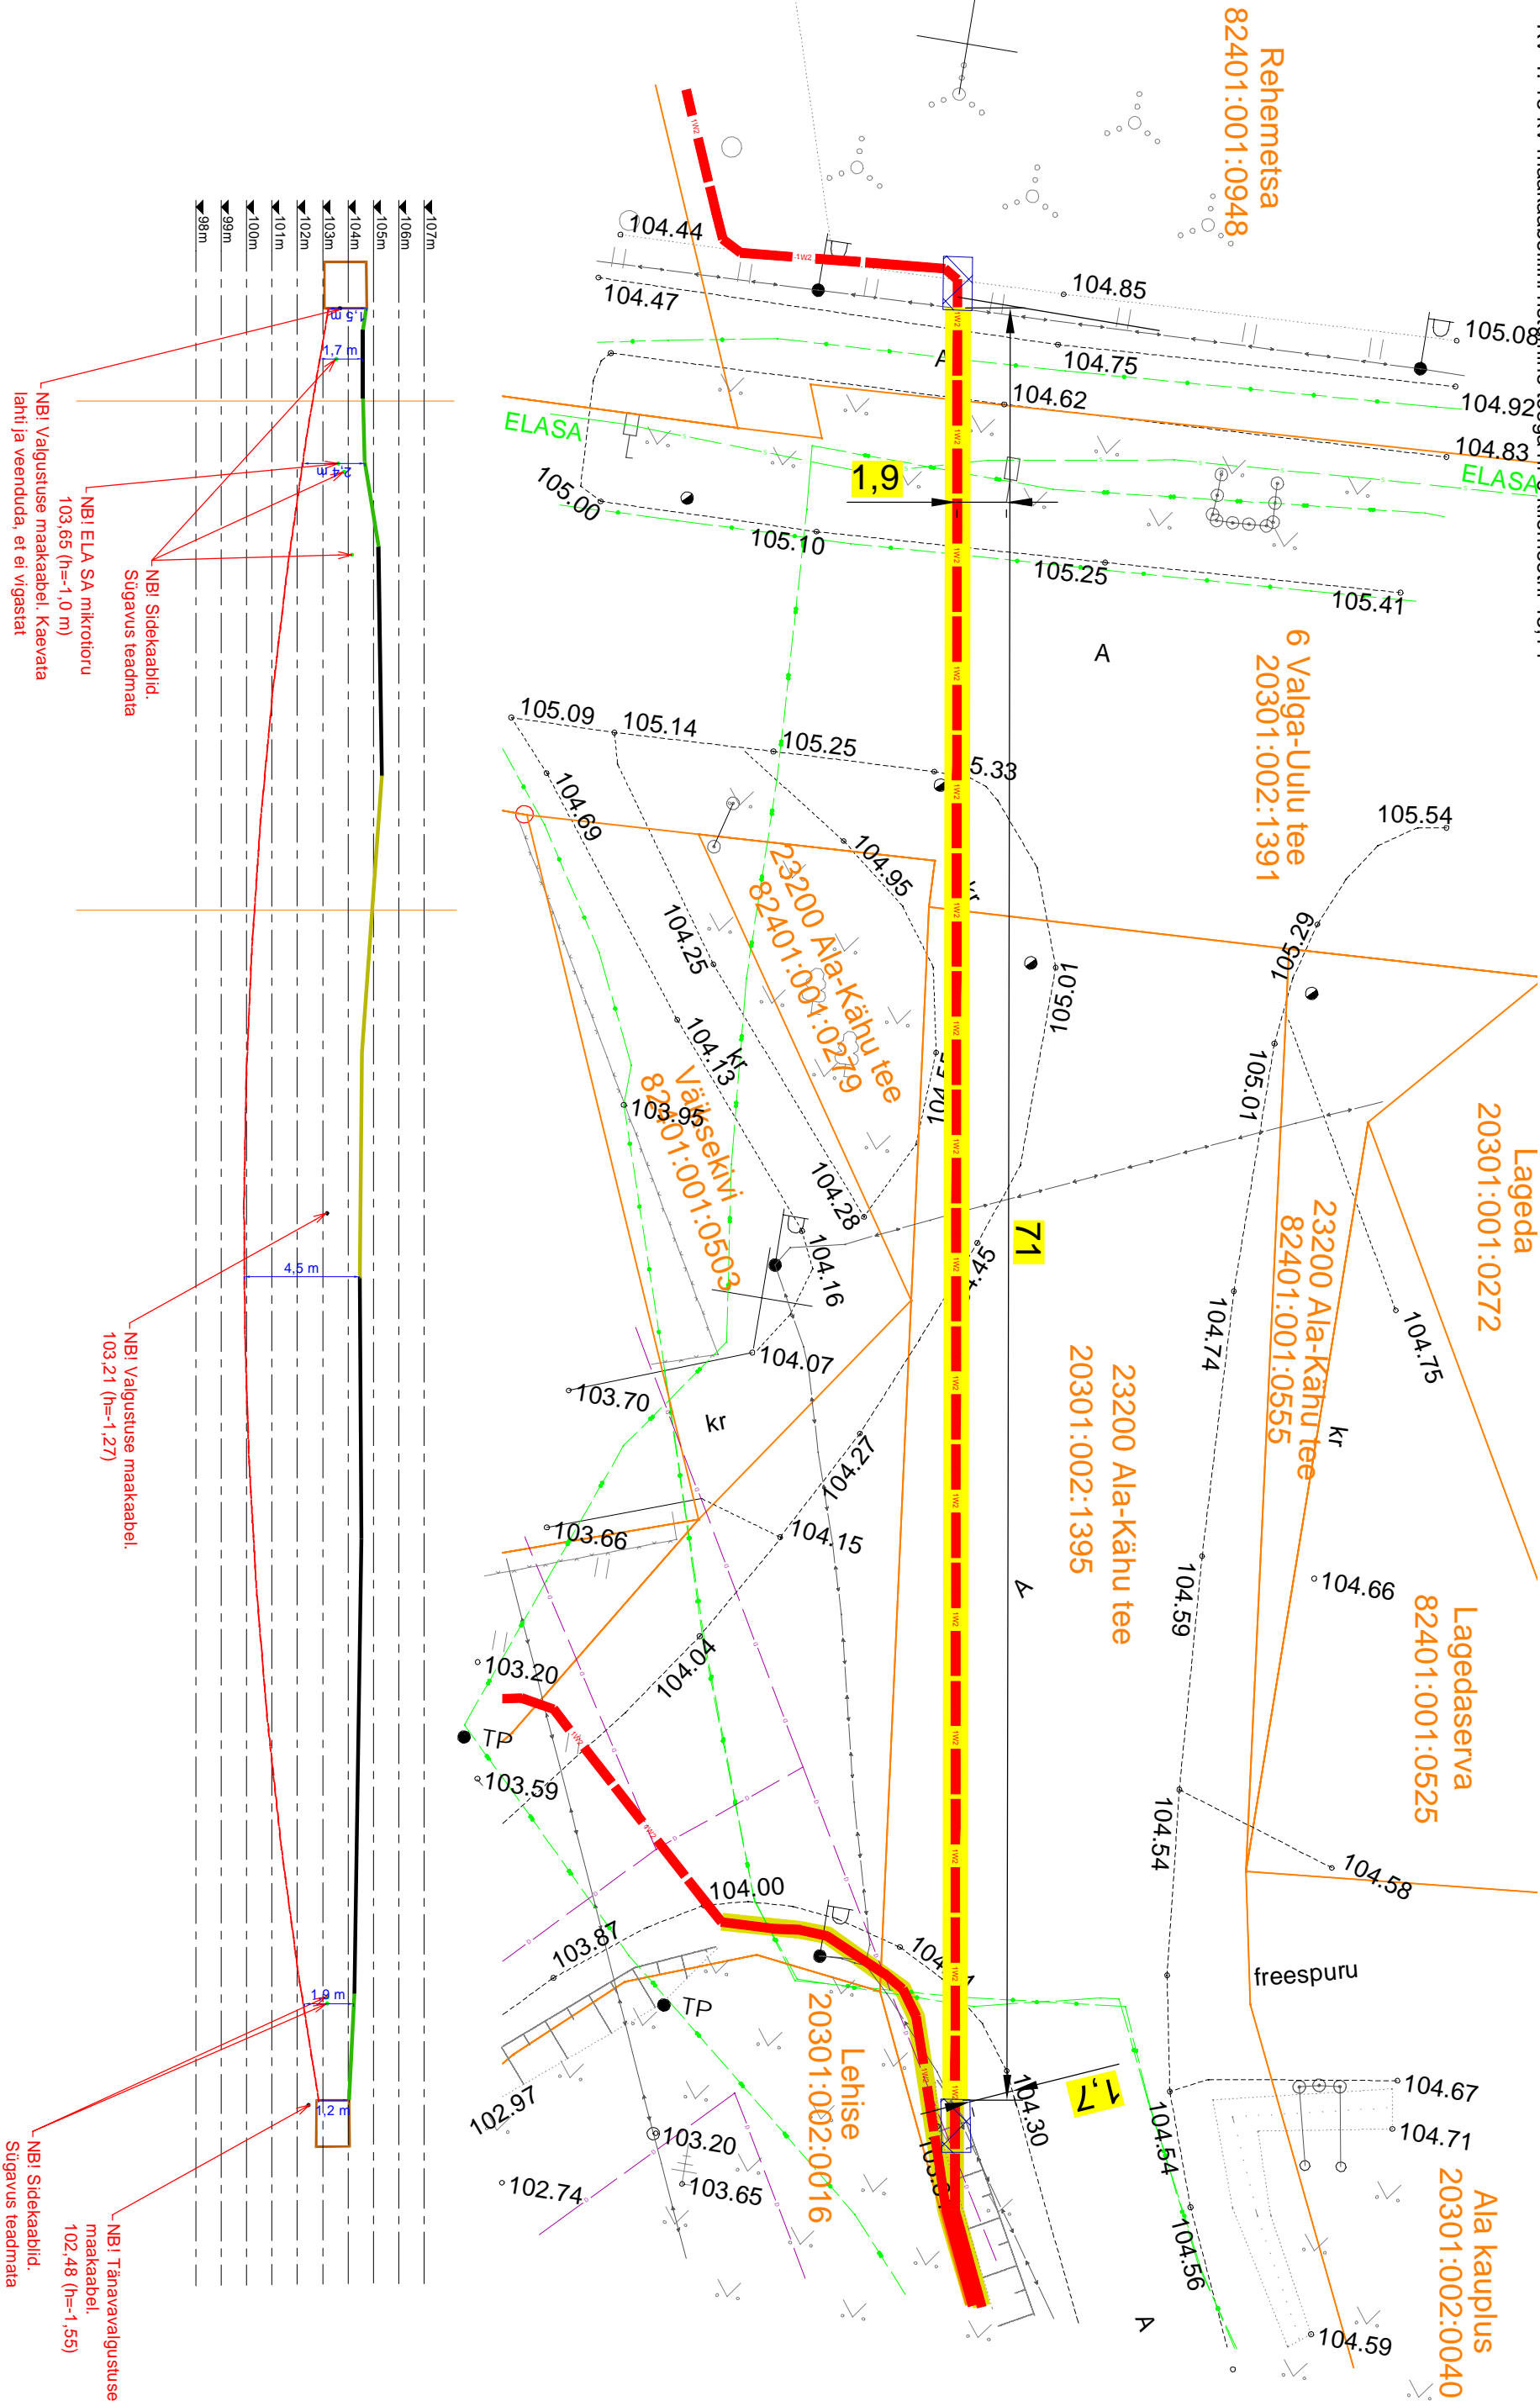 Rehemetsa
82401:001:0948
104.44
104.47
104.85
105.08
104.75
104.92
104.62
104.83
ELASA
ELASA
A
1,9
105.00
105.10
105.25
105.41
A
6 Valga-Uulu tee
20301:002:1391
105.09
105.14
105.25
5.33
105.54
104.69
104.95
kr
23200 Ala-Kähu tee
82401:001:0279
104.25
105.01
105.29
104.13
kr
105.01
Väiksekivi
82401:001:0503
103.95
104.28
104.16
71
Lageda
20301:001:0272
23200 Ala-Kähu tee
82401:001:0555
104.74
104.75
104.07
103.70
kr
kr
23200 Ala-Kähu tee
20301:002:1395
104.27
103.66
104.15
A
104.59
104.66
Lagedaserva
82401:001:0525
103.20
104.04
TP
103.59
104.54
104.58
104.00
103.87
freespuru
TP
Lehise
20301:002:0016
102.97
103.20
103.65
102.74
1,7
104.30
104.67
104.54
104.71
104.56
A
104.59
Ala kauplus
20301:002:0040
107m
106m
105m
104m
103m
102m
101m
100m
99m
98m
1,5 m
1,7 m
2,4 m
4,5 m
1,9 m
1,2 m
NB! Valgustuse maakaabel. Kaevata
lahti ja veenduda, et ei vigastat
NB! ELA SA mikrotioru
103,65 (h=-1,0 m)
NB! Sidekaablid.
Sügavus teadmata
NB! Valgustuse maakaabel.
103,21 (h=-1,27)
NB! Sidekaablid.
Sügavus teadmata
NB! Tänavavalgustuse
maakaabel.
102,48 (h=-1,55)